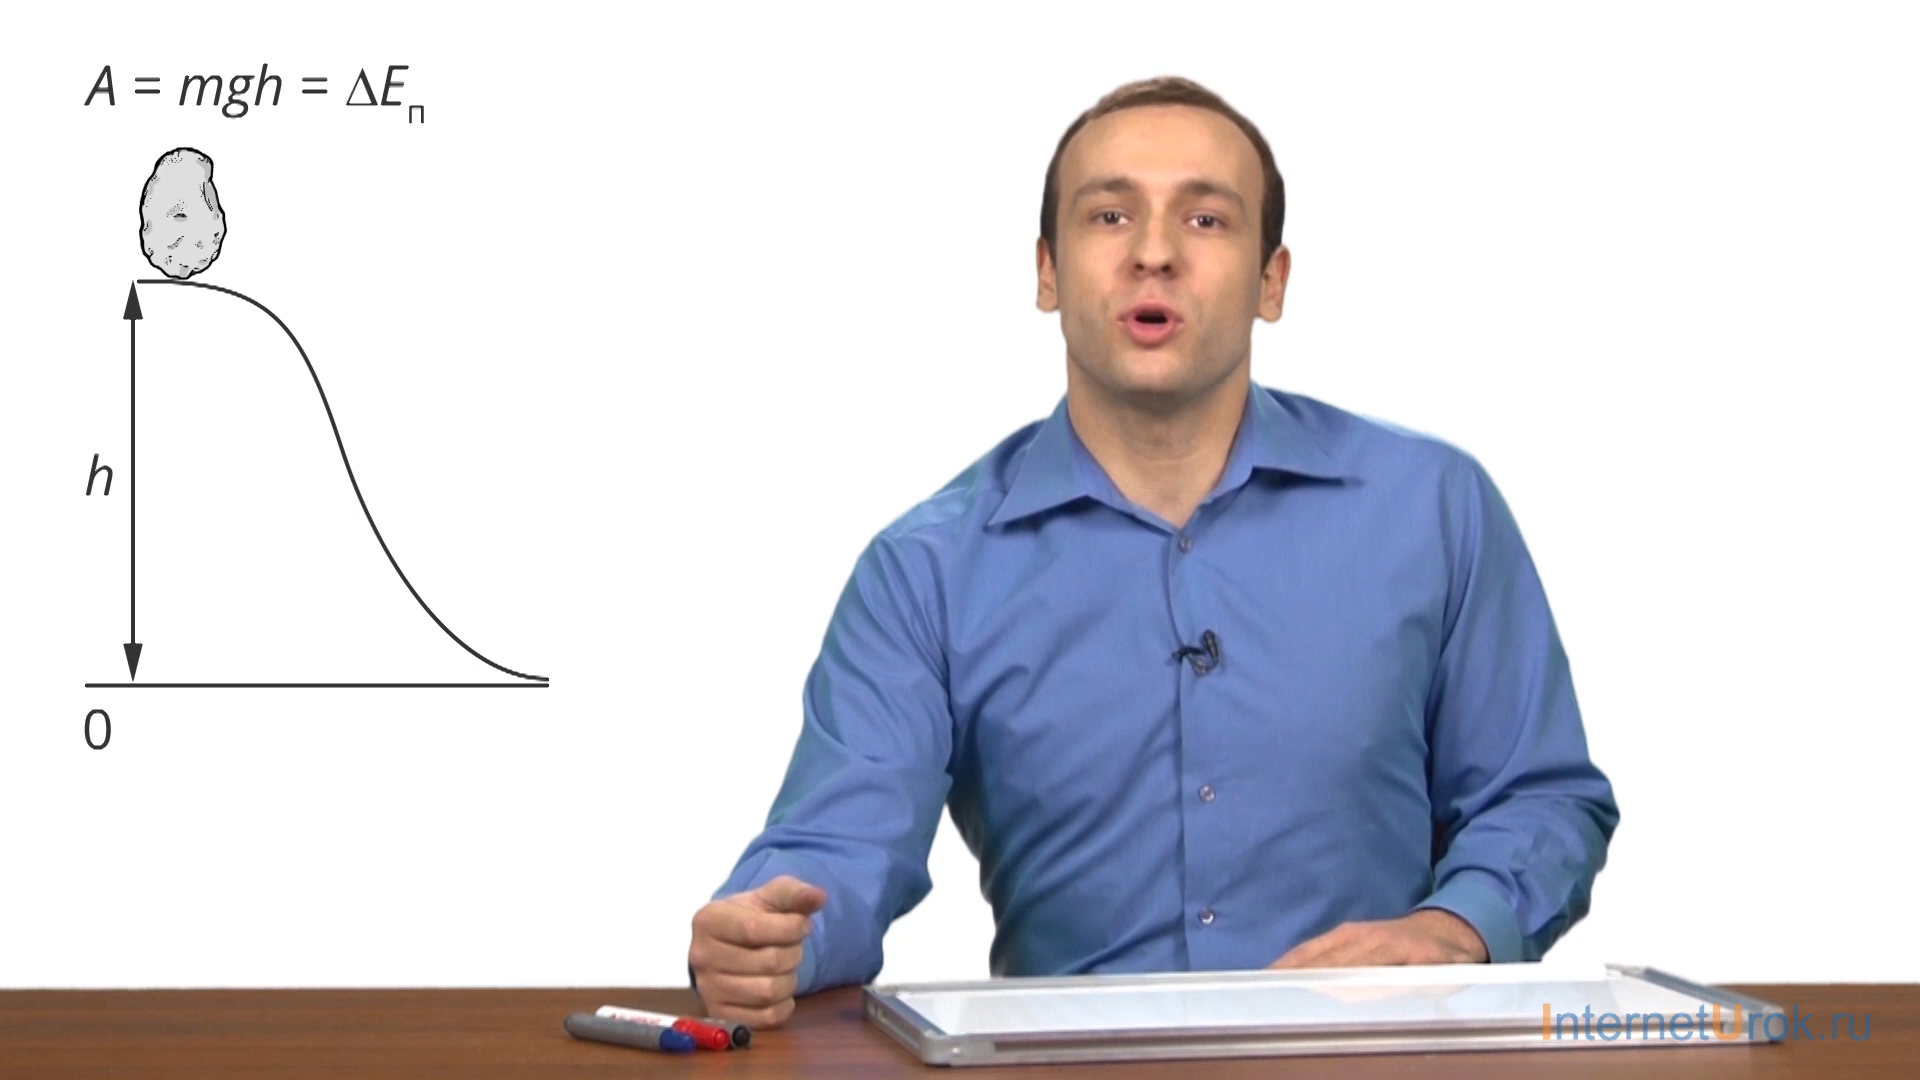 A = mgh = ΔEп
h
0
InternetUrok.ru